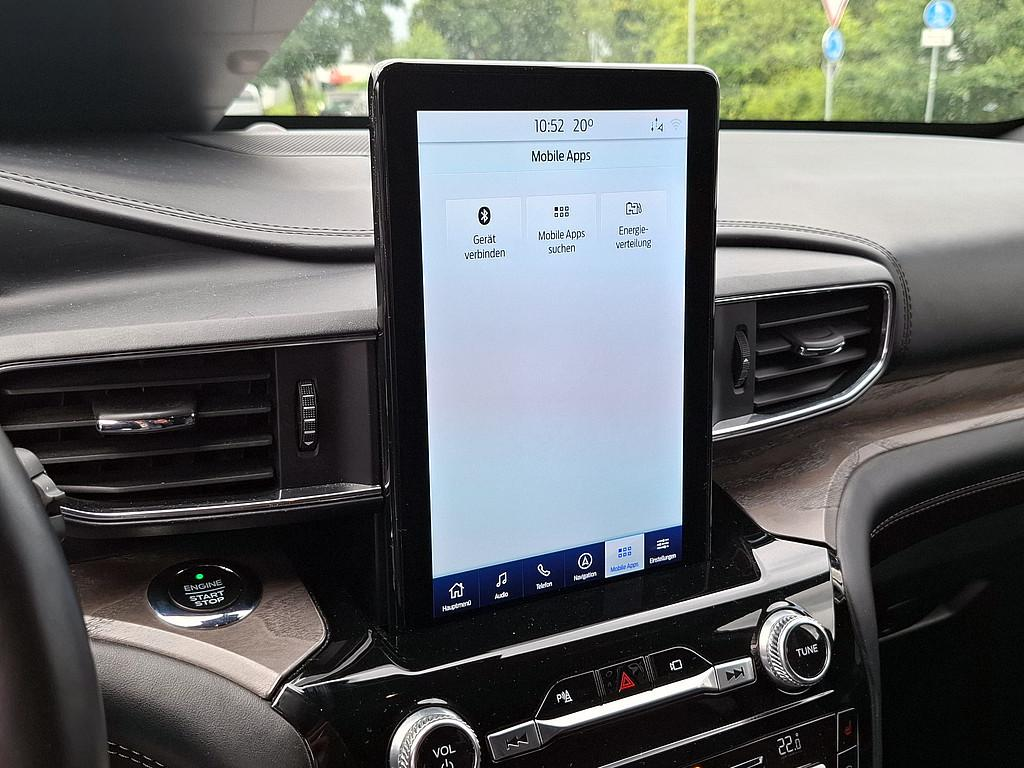 10:52 20°
Mobile Apps
Gerät
verbinden
Mobile Apps
suchen
Energie-
verteilung
Hauptmenü
Audio
Telefon
Navigation
Mobile Apps
Einstellungen
ENGINE
START
STOP
TUNE
VOL
22.0